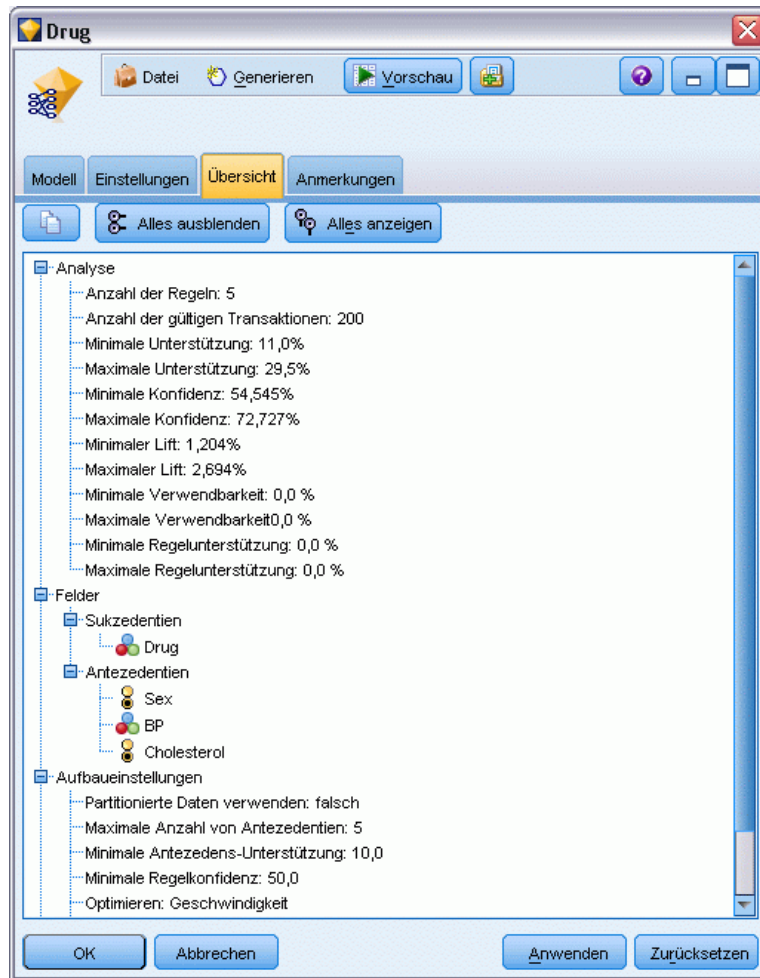 Drug
Datei Generieren Vorschau
Modell Einstellungen Übersicht Anmerkungen
Alles ausblenden Alles anzeigen
Analyse
Anzahl der Regeln: 5
Anzahl der gültigen Transaktionen: 200
Minimale Unterstützung: 11,0%
Maximale Unterstützung: 29,5%
Minimale Konfidenz: 54,545%
Maximale Konfidenz: 72,727%
Minimaler Lift: 1,204%
Maximaler Lift: 2,694%
Minimale Verwendbarkeit: 0,0 %
Maximale Verwendbarkeit0,0 %
Minimale Regelunterstützung: 0,0 %
Maximale Regelunterstützung: 0,0 %
Felder
Sukzedentien
Drug
Antezedentien
Sex
BP
Cholesterol
Aufbaueinstellungen
Partitionierte Daten verwenden: falsch
Maximale Anzahl von Antezedentien: 5
Minimale Antezedens-Unterstützung: 10,0
Minimale Regelkonfidenz: 50,0
Optimieren: Geschwindigkeit
OK Abbrechen Anwenden Zurücksetzen